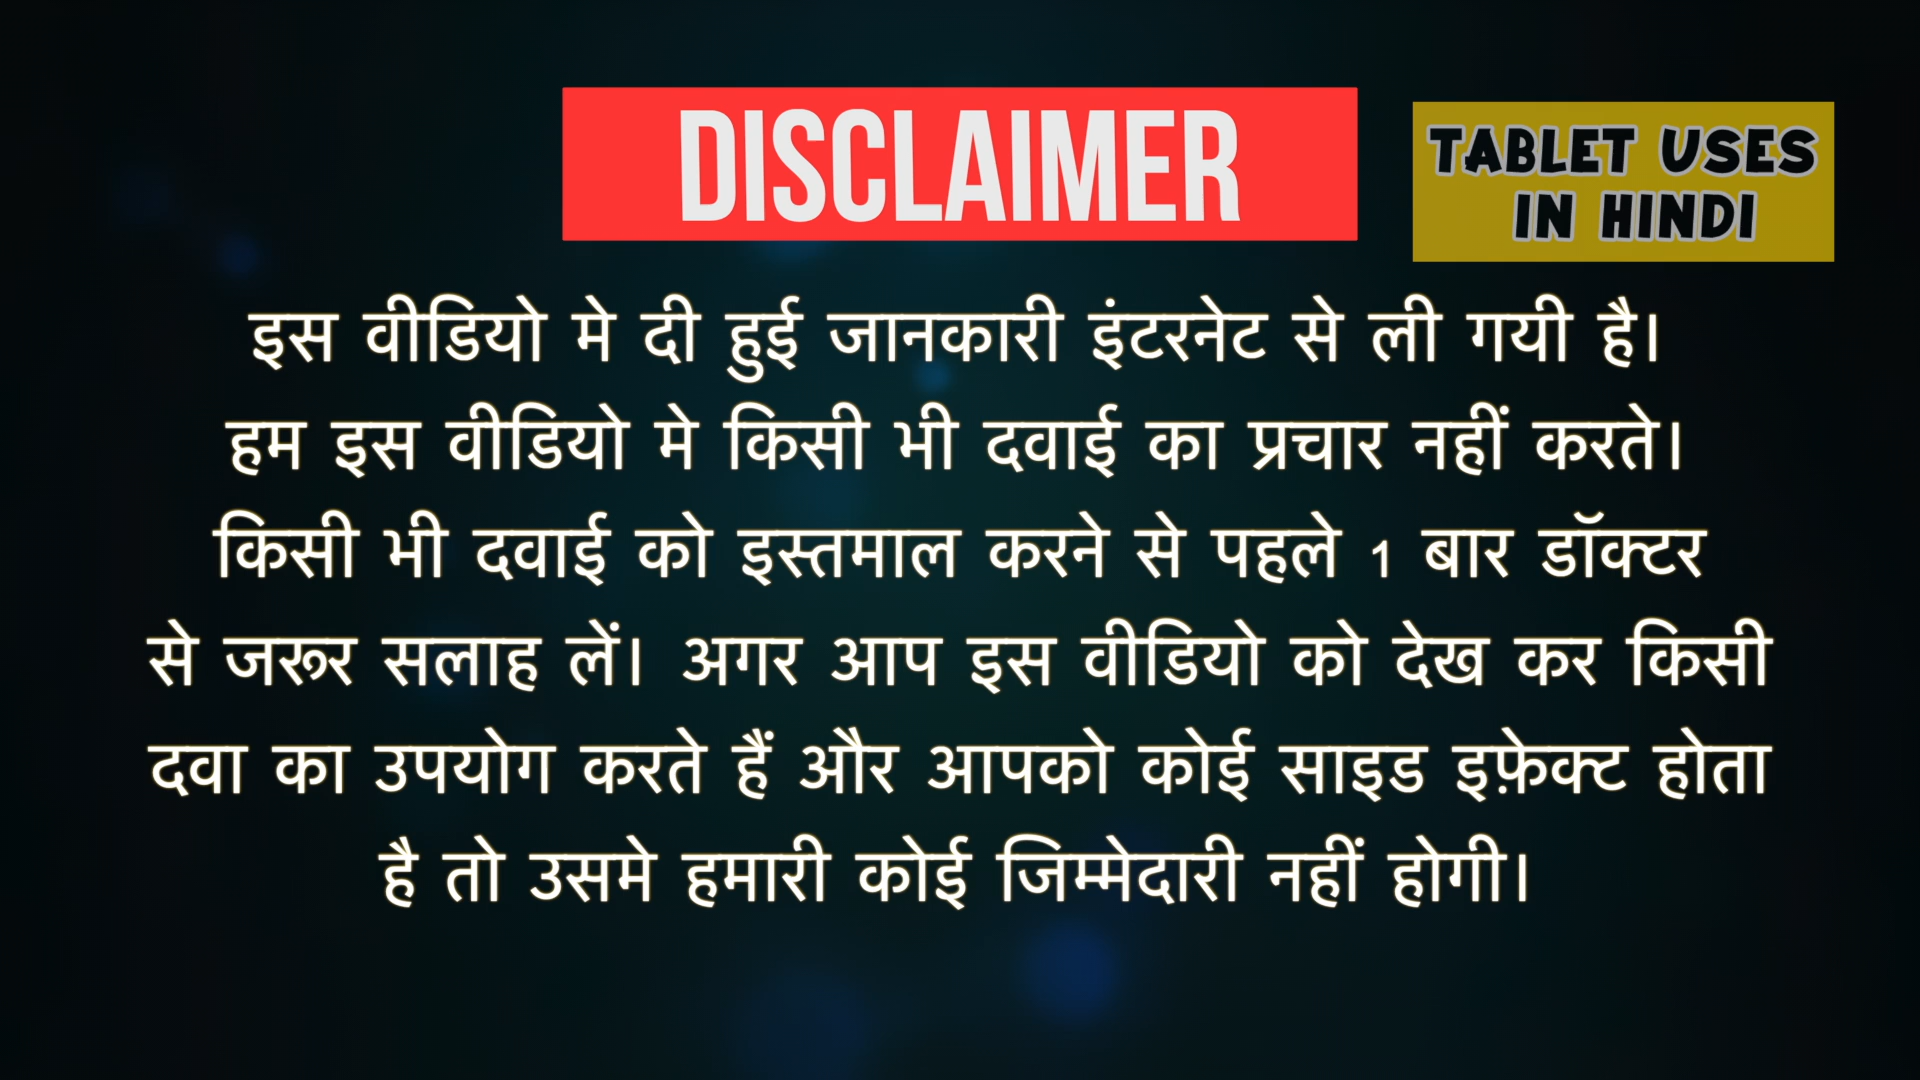 DISCLAIMER
TABLET USES
IN HINDI
इस वीडियो मे दी हुई जानकारी इंटरनेट से ली गयी है।
हम इस वीडियो मे किसी भी दवाई का प्रचार नहीं करते।
किसी भी दवाई को इस्तमाल करने से पहले 1 बार डॉक्टर
से जरूर सलाह लें। अगर आप इस वीडियो को देख कर किसी
दवा का उपयोग करते हैं और आपको कोई साइड इफ़ेक्ट होता
है तो उसमे हमारी कोई जिम्मेदारी नहीं होगी।